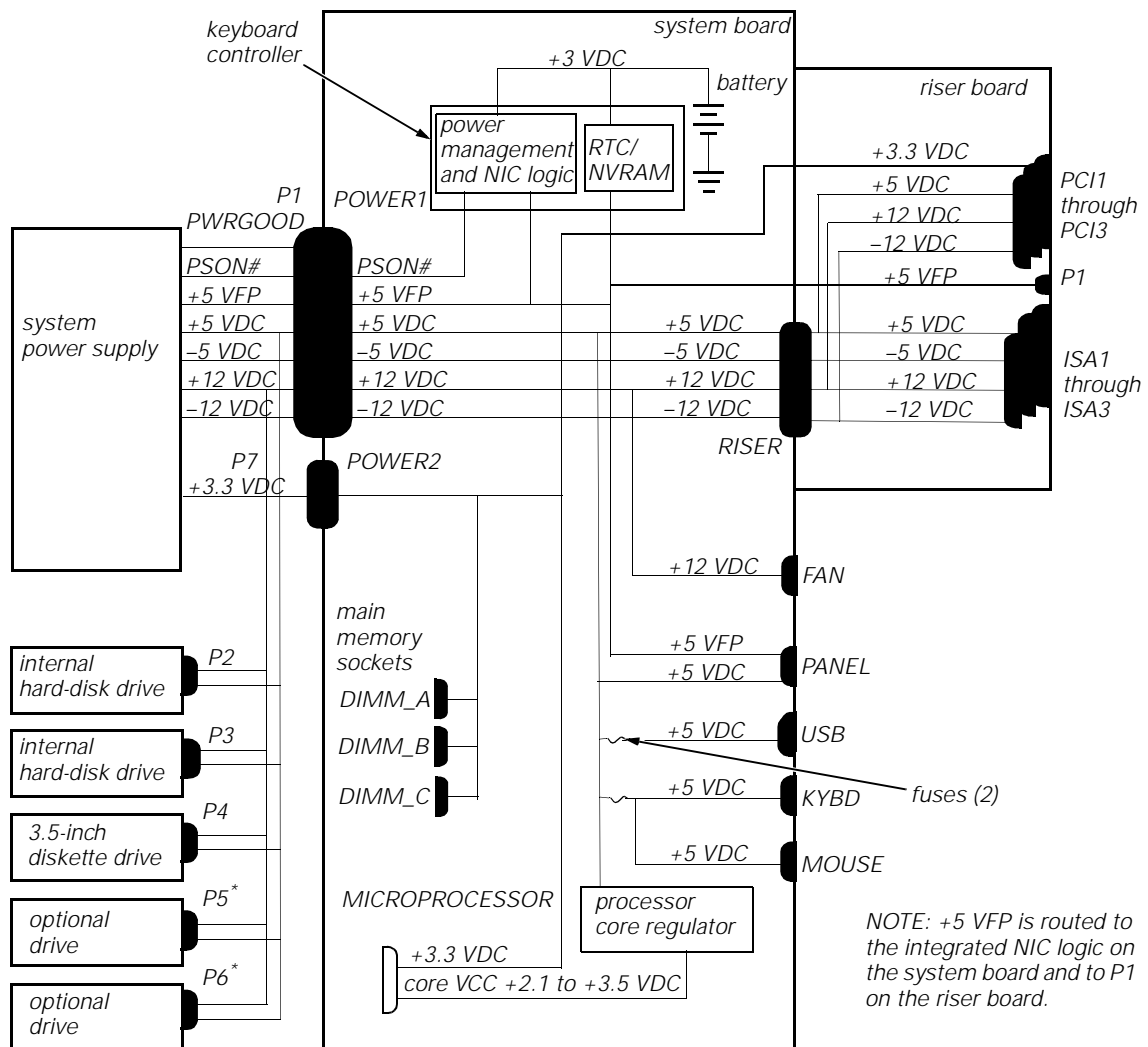 system board
keyboard
controller
+3 VDC
battery
riser board
power
management
and NIC logic
RTC/
NVRAM
+3.3 VDC
+5 VDC
+12 VDC
–12 VDC
PCI1
through
PCI3
P1
PWRGOOD
POWER1
PSON#
PSON#
+5 VFP
+5 VFP
+5 VFP
P1
system
power supply
+5 VDC
+5 VDC
+5 VDC
+5 VDC
–5 VDC
–5 VDC
–5 VDC
–5 VDC
+12 VDC
+12 VDC
+12 VDC
+12 VDC
–12 VDC
–12 VDC
–12 VDC
–12 VDC
ISA1
through
ISA3
RISER
P7
POWER2
+3.3 VDC
+12 VDC
FAN
main
memory
sockets
DIMM_A
DIMM_B
DIMM_C
+5 VFP
+5 VDC
PANEL
+5 VDC
USB
+5 VDC
KYBD
fuses (2)
+5 VDC
MOUSE
internal
hard-disk drive
P2
internal
hard-disk drive
P3
3.5-inch
diskette drive
P4
optional
drive
P5*
optional
drive
P6*
MICROPROCESSOR
processor
core regulator
+3.3 VDC
core VCC +2.1 to +3.5 VDC
NOTE: +5 VFP is routed to
the integrated NIC logic on
the system board and to P1
on the riser board.